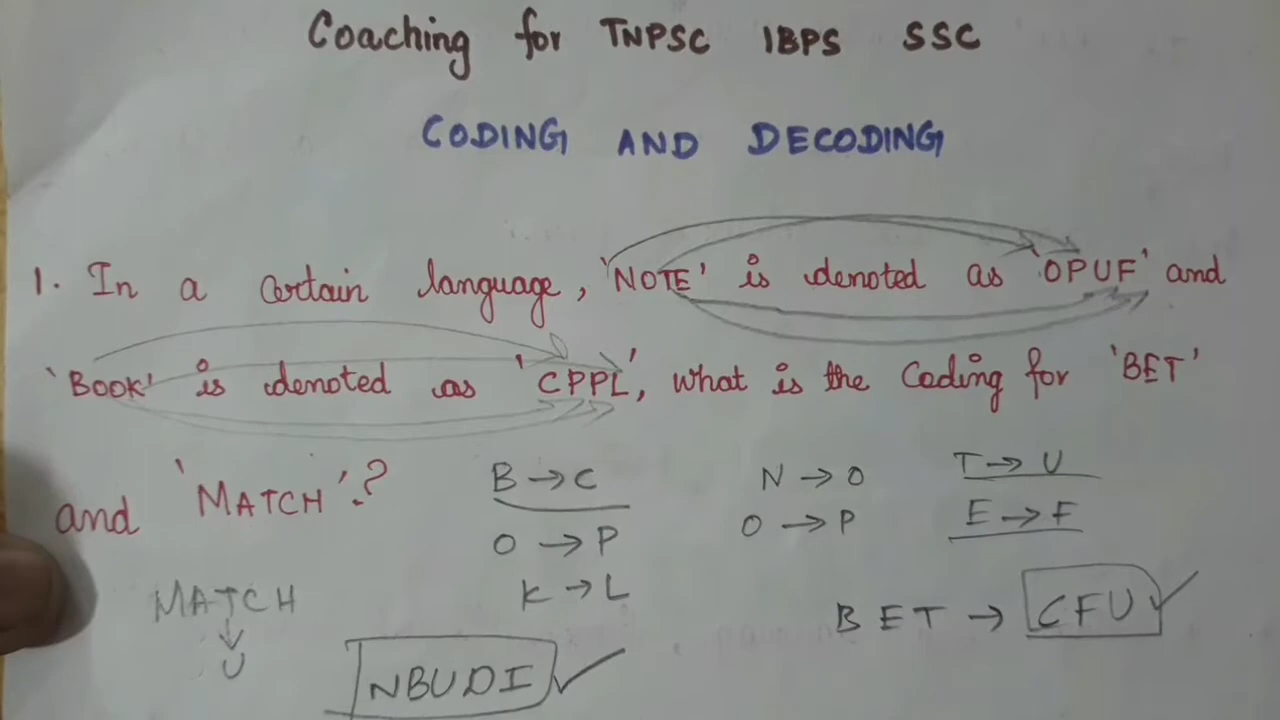 Coaching for TNPSC IBPS SSC
CODING AND DECODING
1. In a certain language, 'NOTE' is denoted as 'OPUF' and
'BOOK' is denoted as 'CPPL', what is the Coding for 'BET'
and 'MATCH'?
B → C
O → P
K → L
N → O
O → P
T → U
E → F
MATCH
↓
U
NBUDI ✓
BET → CFU ✓